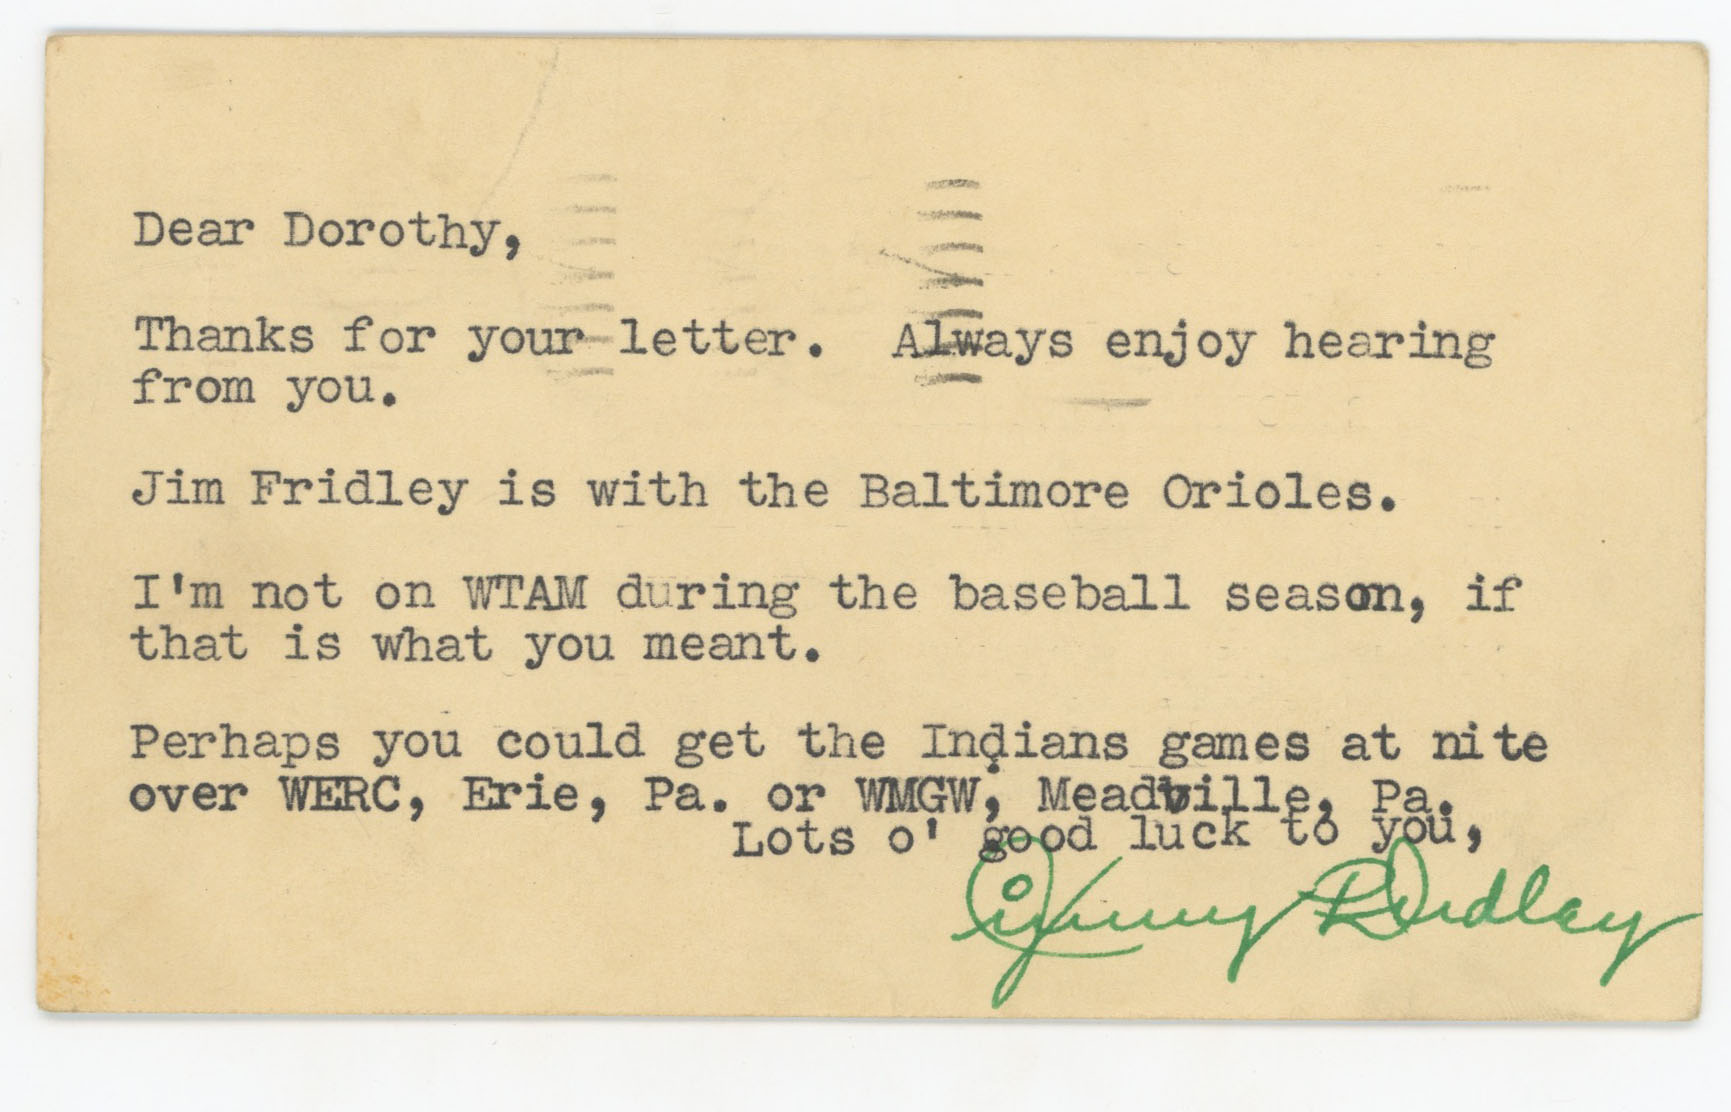 Dear Dorothy,
Thanks for your letter. Always enjoy hearing
from you.
Jim Fridley is with the Baltimore Orioles.
I'm not on WTAM during the baseball season, if
that is what you meant.
Perhaps you could get the Indians games at nite
over WERC, Erie, Pa. or WMGW, Meadville, Pa.
Lots o' good luck to you,
Jimmy Dudley